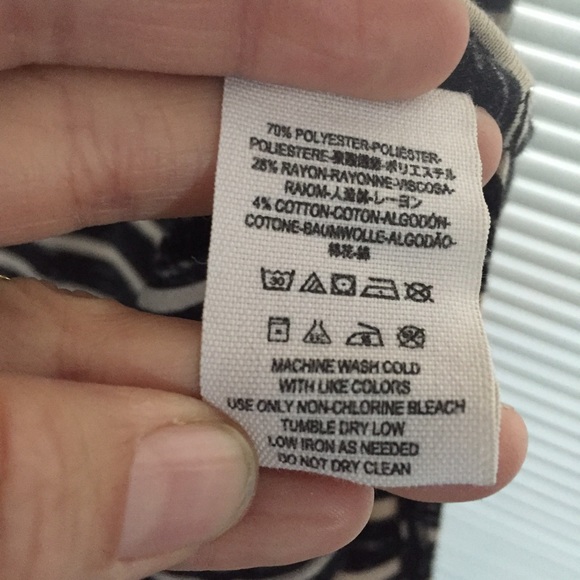 70% POLYESTER-POLIÉSTER-
POLIESTERE-聚酯纖維-ポリエステル
26% RAYON-RAYONNE-VISCOSA-
RAIOM-人造絲-レーヨン
4% COTTON-COTON-ALGODÓN-
COTONE-BAUMWOLLE-ALGODÃO-
棉花-綿
30
MACHINE WASH COLD
WITH LIKE COLORS
USE ONLY NON-CHLORINE BLEACH
TUMBLE DRY LOW
LOW IRON AS NEEDED
DO NOT DRY CLEAN